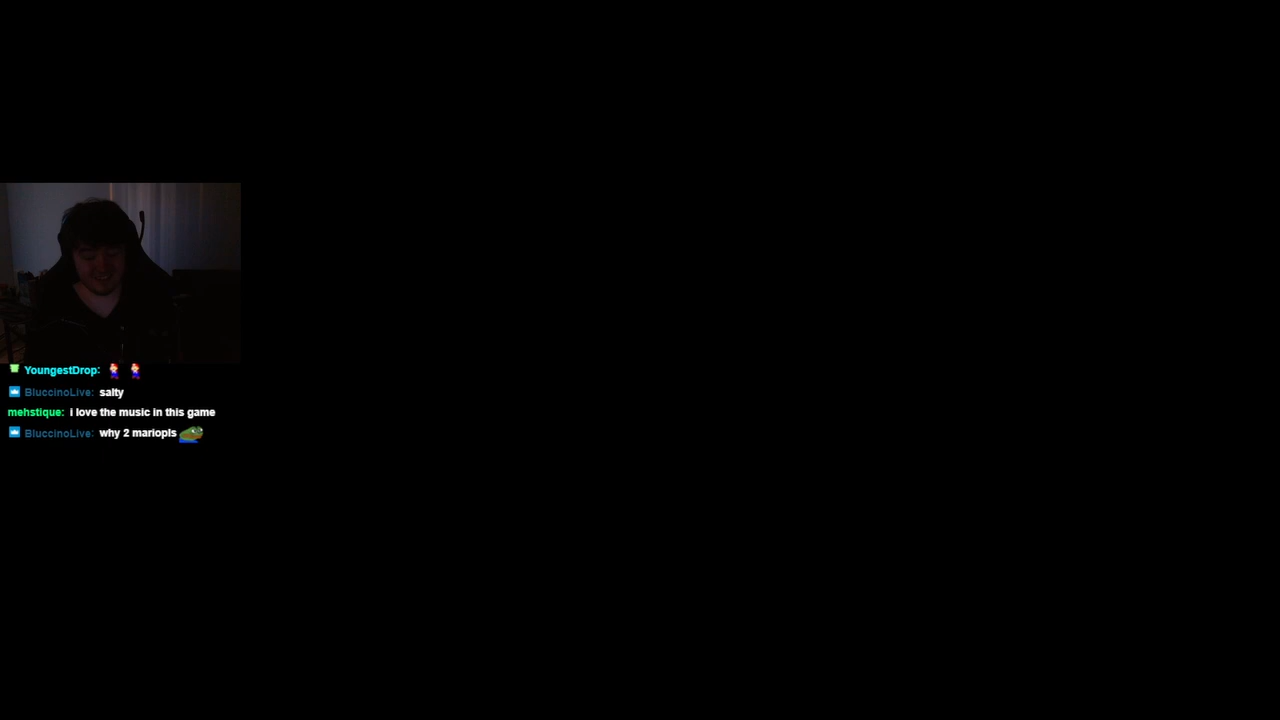 YoungestDrop:
BluccinoLive: salty
mehstique: i love the music in this game
BluccinoLive: why 2 mariopls